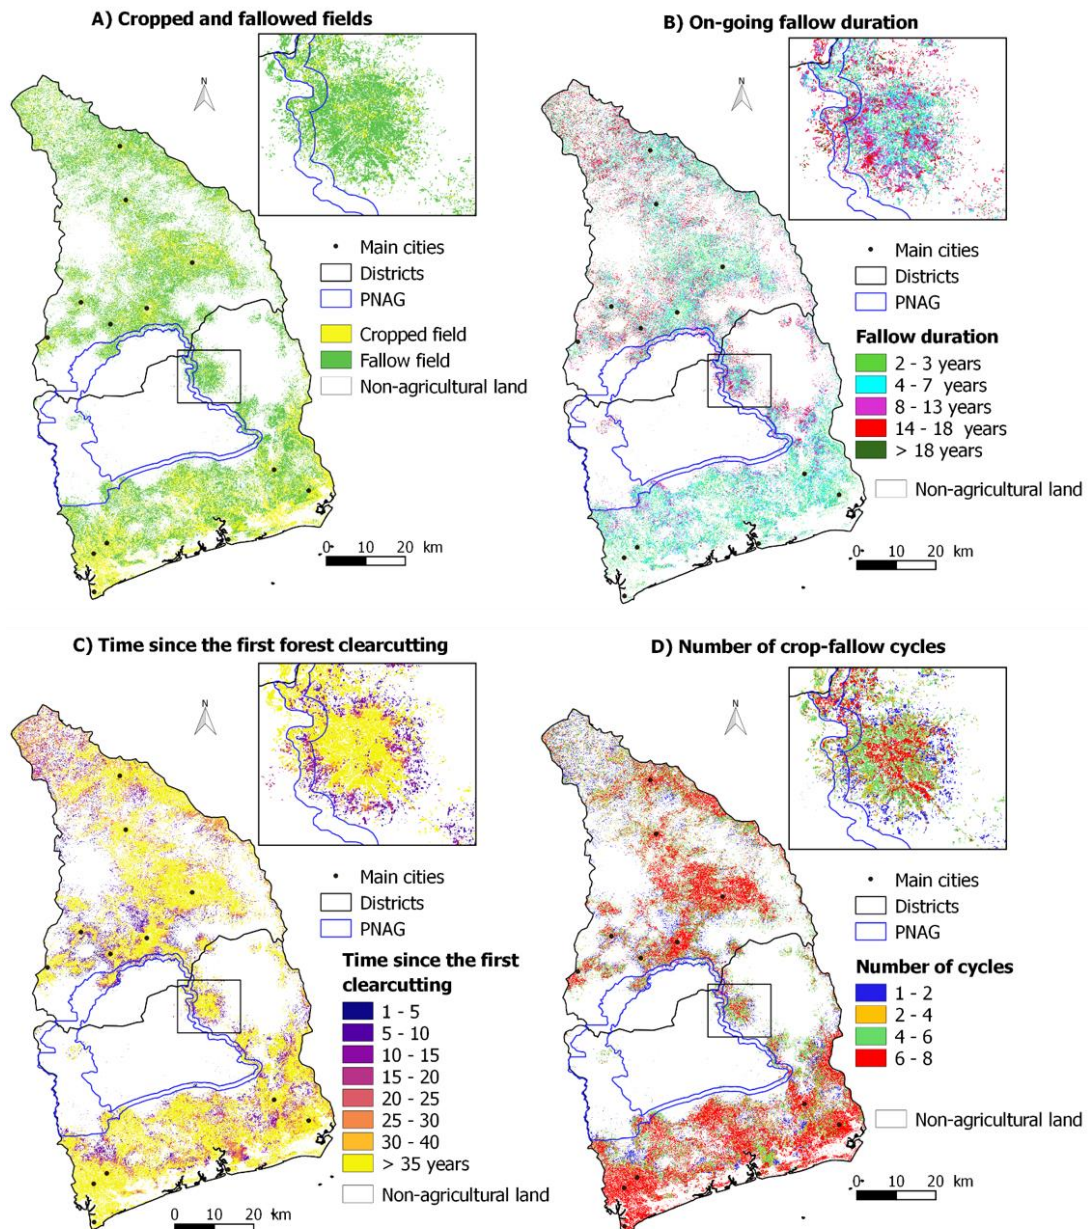 A) Cropped and fallowed fields
N
Main cities
Districts
PNAG
Cropped field
Fallow field
Non-agricultural land
0 10 20 km
B) On-going fallow duration
N
Main cities
Districts
PNAG
Fallow duration
2 - 3 years
4 - 7 years
8 - 13 years
14 - 18 years
> 18 years
Non-agricultural land
0 10 20 km
C) Time since the first forest clearcutting
N
Main cities
Districts
PNAG
Time since the first
clearcutting
1 - 5
5 - 10
10 - 15
15 - 20
20 - 25
25 - 30
30 - 40
> 35 years
Non-agricultural land
0 10 20 km
D) Number of crop-fallow cycles
N
Main cities
Districts
PNAG
Number of cycles
1 - 2
2 - 4
4 - 6
6 - 8
Non-agricultural land
0 10 20 km